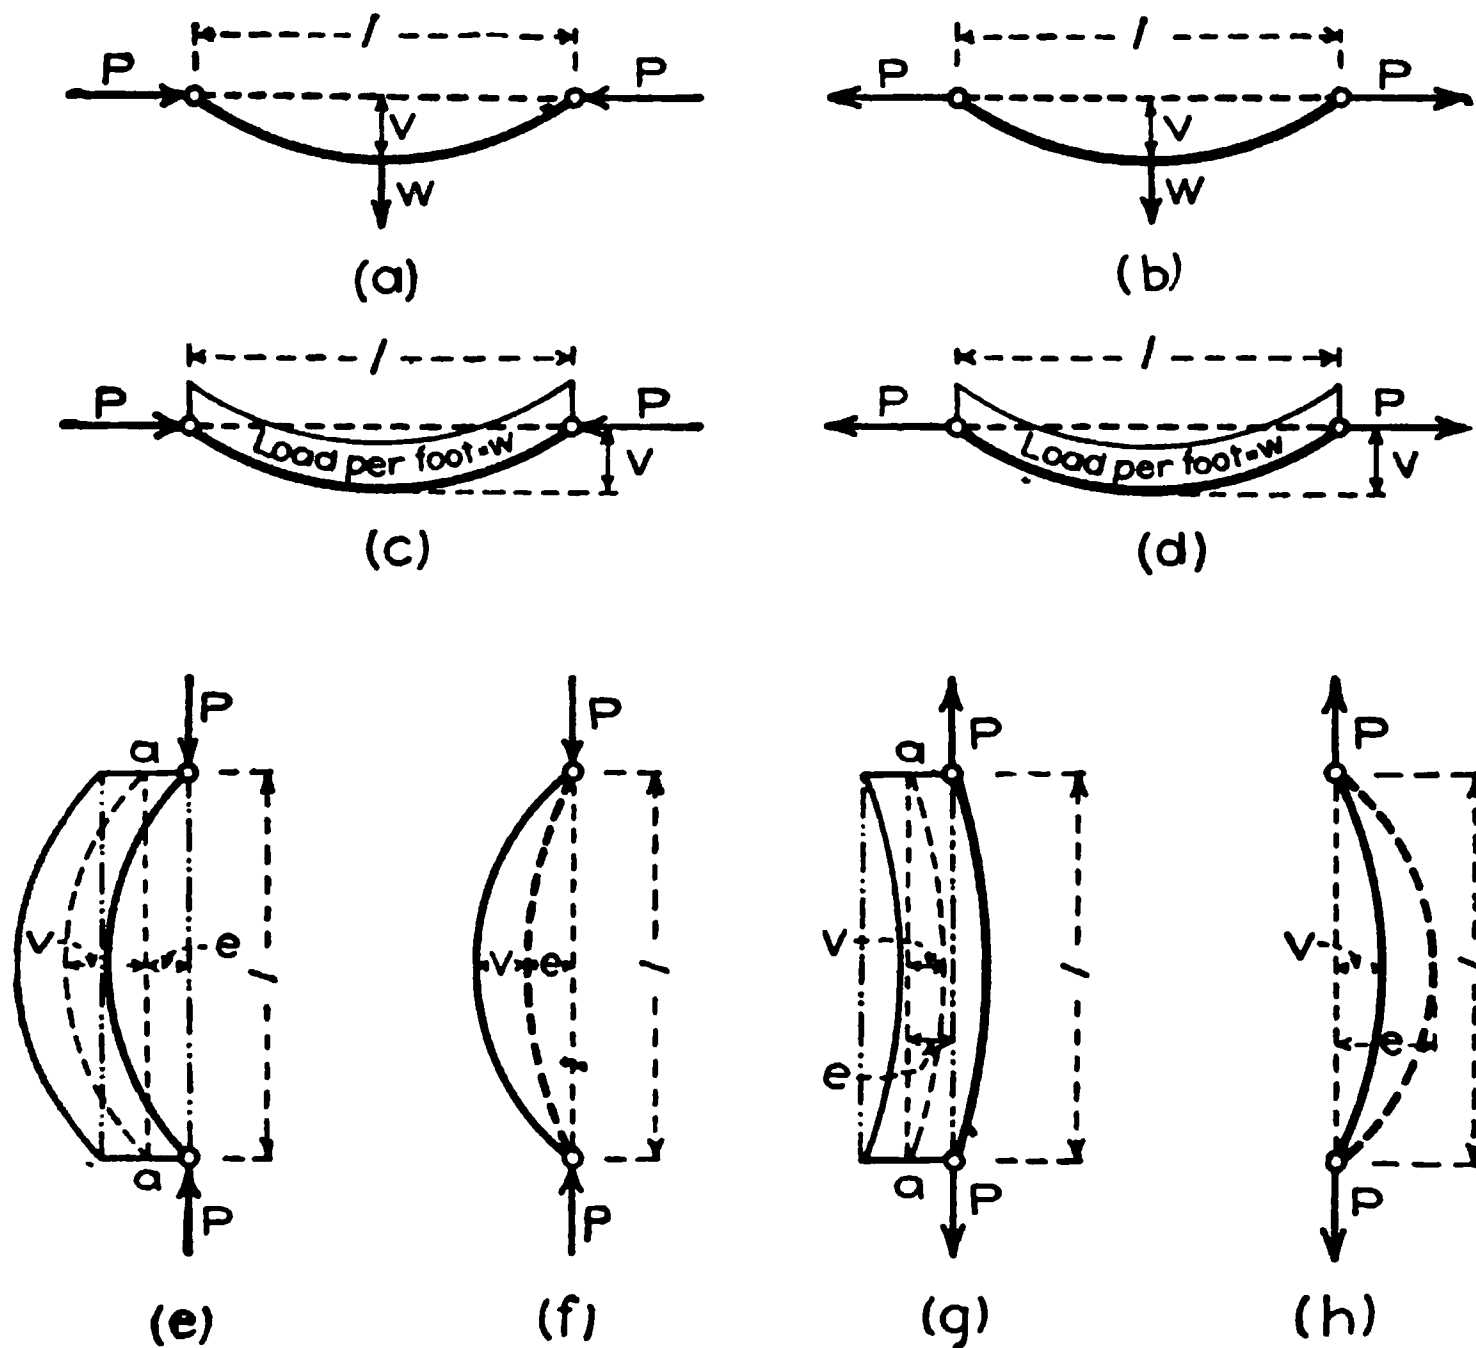 l l
P P P P
V V
W W
(a) (b)
l l
P P P P
Load per foot=w V Load per foot=w V
(c) (d)
P P P P
a a
V e V e V V
l l l l
e e
a a
P P P P
(e) (f) (g) (h)